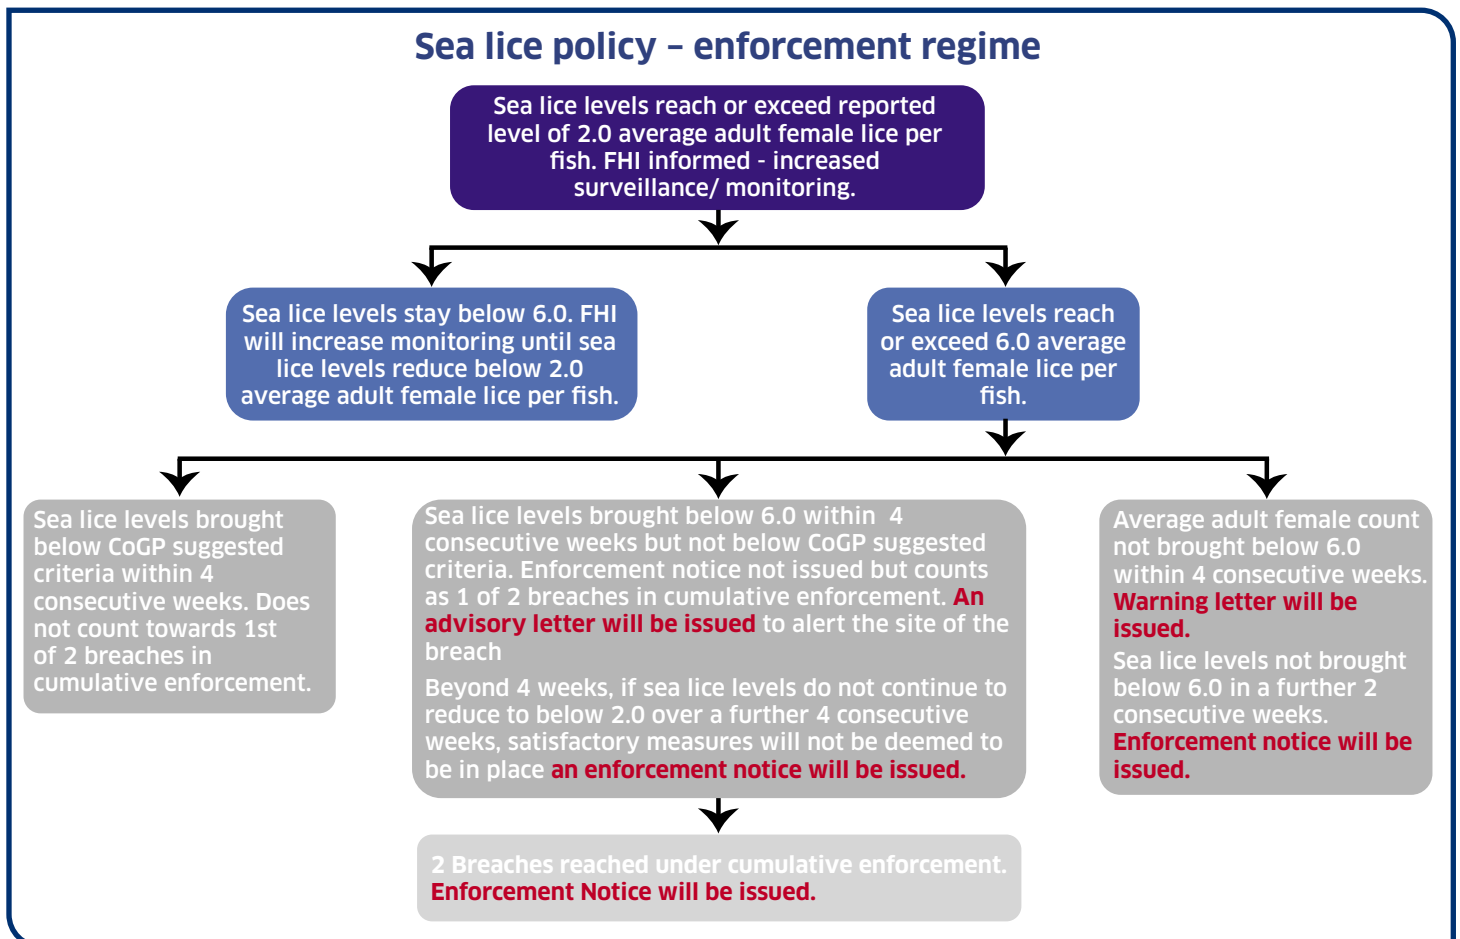 Sea lice policy – enforcement regime
Sea lice levels reach or exceed reported
level of 2.0 average adult female lice per
fish. FHI informed - increased
surveillance/ monitoring.
Sea lice levels stay below 6.0. FHI
will increase monitoring until sea
lice levels reduce below 2.0
average adult female lice per fish.
Sea lice levels reach
or exceed 6.0 average
adult female lice per
fish.
Sea lice levels brought
below CoGP suggested
criteria within 4
consecutive weeks. Does
not count towards 1st
of 2 breaches in
cumulative enforcement.
Sea lice levels brought below 6.0 within 4
consecutive weeks but not below CoGP suggested
criteria. Enforcement notice not issued but counts
as 1 of 2 breaches in cumulative enforcement. An
advisory letter will be issued to alert the site of the
breach
Beyond 4 weeks, if sea lice levels do not continue to
reduce to below 2.0 over a further 4 consecutive
weeks, satisfactory measures will not be deemed to
be in place an enforcement notice will be issued.
Average adult female count
not brought below 6.0
within 4 consecutive weeks.
Warning letter will be
issued.
Sea lice levels not brought
below 6.0 in a further 2
consecutive weeks.
Enforcement notice will be
issued.
2 Breaches reached under cumulative enforcement.
Enforcement Notice will be issued.